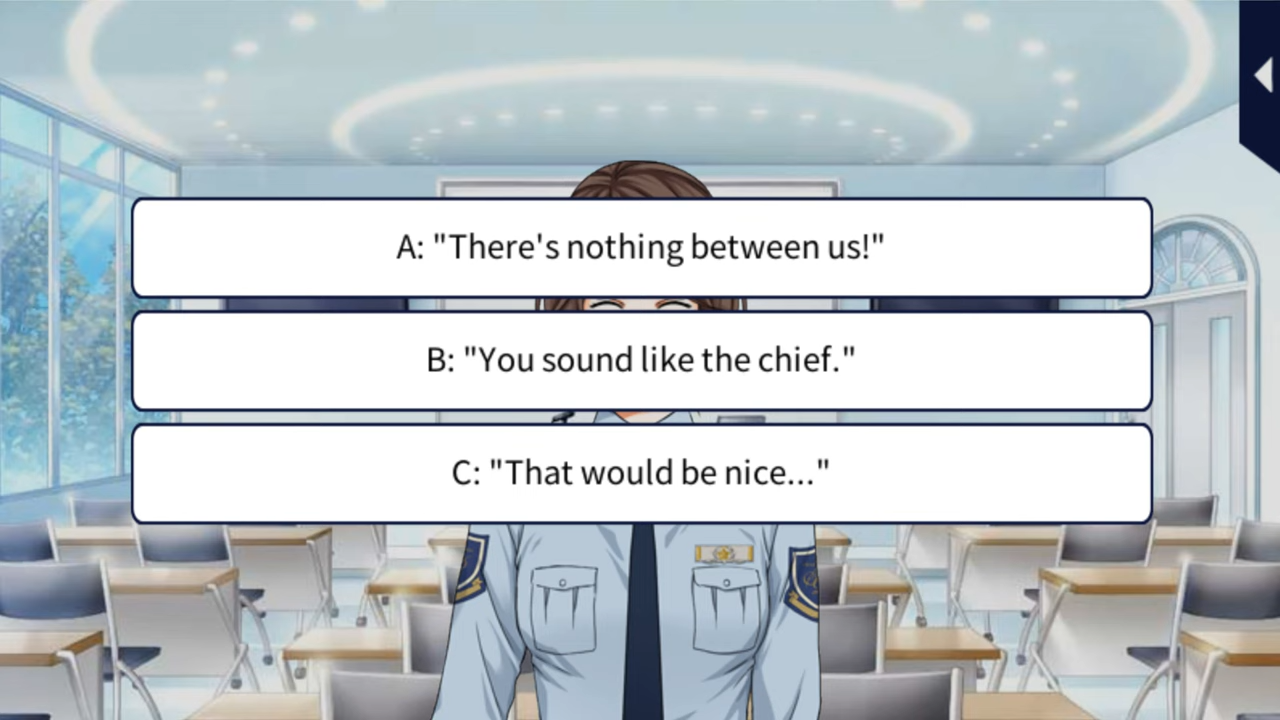 A: "There's nothing between us!"
B: "You sound like the chief."
C: "That would be nice..."